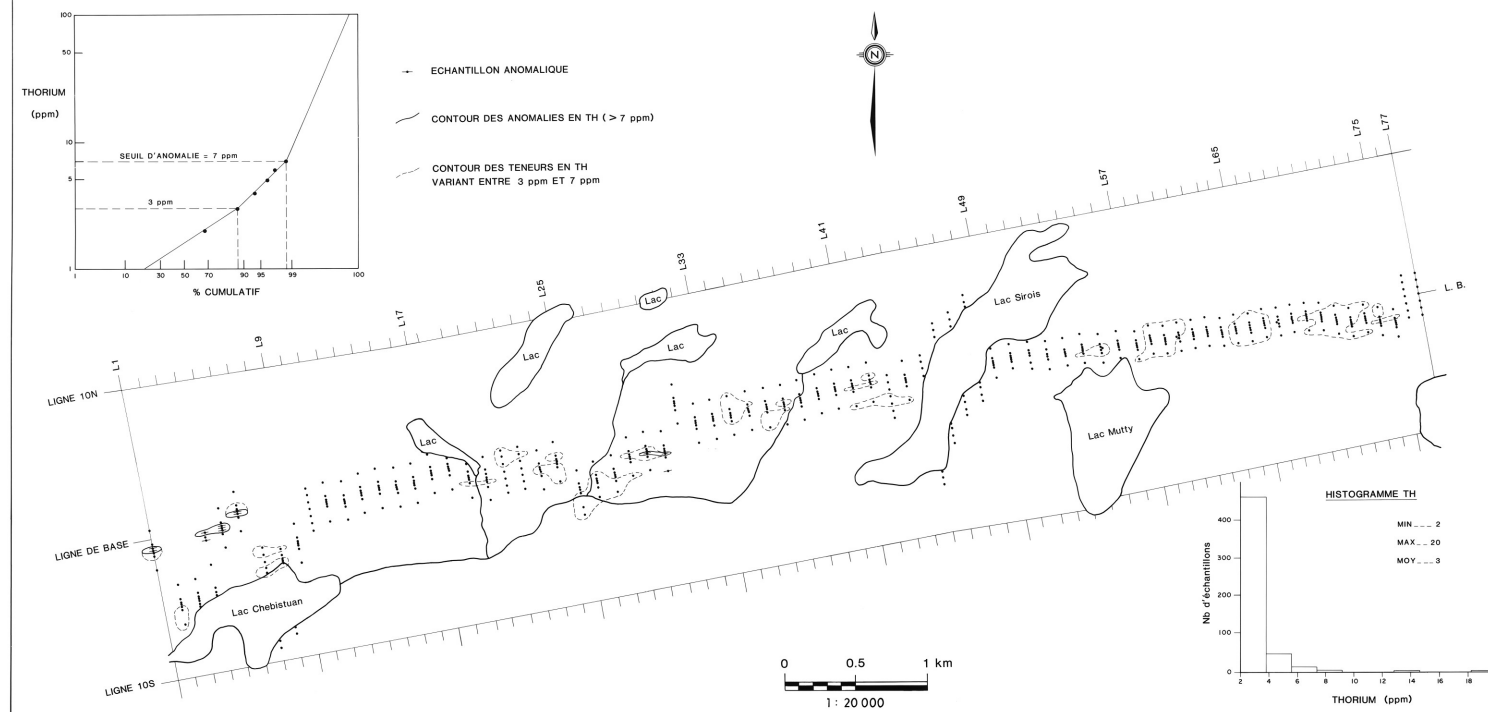 100
50
10
5
1
THORIUM
(ppm)
SEUIL D'ANOMALIE = 7 ppm
3 ppm
1 10 30 50 70 90 95 99 100
% CUMULATIF
ECHANTILLON ANOMALIQUE
CONTOUR DES ANOMALIES EN TH ( > 7 ppm)
CONTOUR DES TENEURS EN TH
VARIANT ENTRE 3 ppm ET 7 ppm
N
L1
L9
L17
L25
L33
L41
L49
L57
L65
L75
L77
LIGNE 10N
LIGNE DE BASE
LIGNE 10S
L. B.
Lac
Lac
Lac
Lac
Lac
Lac Sirois
Lac Mutty
Lac Chebistuan
0 0.5 1 km
1 : 20 000
HISTOGRAMME TH
MIN _ _ _ 2
MAX _ _ _ 20
MOY _ _ _ 3
Nb d'échantillons
400
300
200
100
0
2 4 6 8 10 12 14 16 18
THORIUM (ppm)